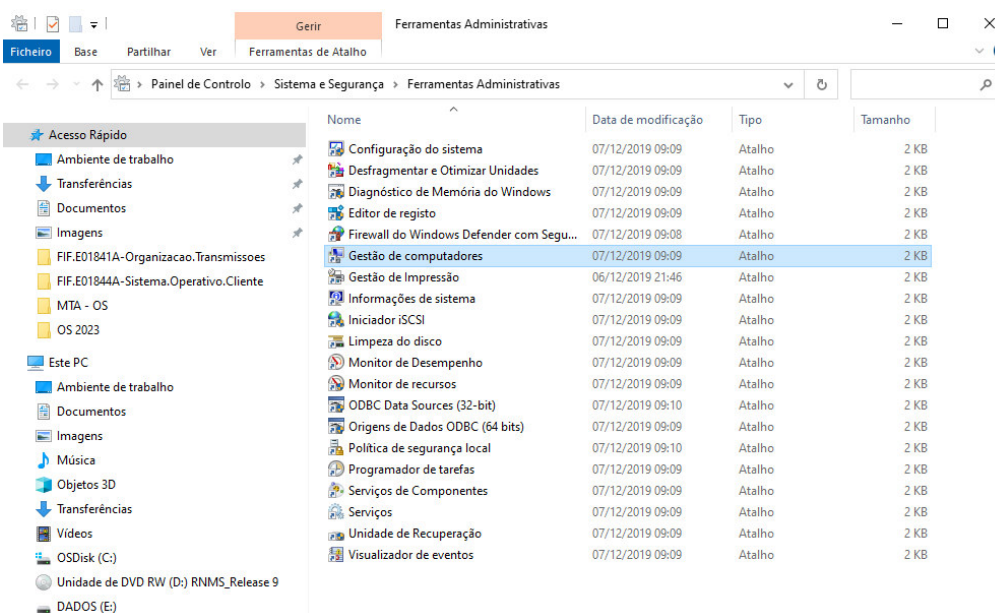 Gerir
Ferramentas Administrativas
Ficheiro Base Partilhar Ver Ferramentas de Atalho
Painel de Controlo › Sistema e Segurança › Ferramentas Administrativas
Nome Data de modificação Tipo Tamanho
Acesso Rápido
Ambiente de trabalho
Transferências
Documentos
Imagens
FIF.E01841A-Organizacao.Transmissoes
FIF.E01844A-Sistema.Operativo.Cliente
MTA - OS
OS 2023
Este PC
Ambiente de trabalho
Documentos
Imagens
Música
Objetos 3D
Transferências
Vídeos
OSDisk (C:)
Unidade de DVD RW (D:) RNMS_Release 9
DADOS (E:)
Configuração do sistema 07/12/2019 09:09 Atalho 2 KB
Desfragmentar e Otimizar Unidades 07/12/2019 09:09 Atalho 2 KB
Diagnóstico de Memória do Windows 07/12/2019 09:09 Atalho 2 KB
Editor de registo 07/12/2019 09:09 Atalho 2 KB
Firewall do Windows Defender com Segu... 07/12/2019 09:08 Atalho 2 KB
Gestão de computadores 07/12/2019 09:09 Atalho 2 KB
Gestão de Impressão 06/12/2019 21:46 Atalho 2 KB
Informações de sistema 07/12/2019 09:09 Atalho 2 KB
Iniciador iSCSI 07/12/2019 09:09 Atalho 2 KB
Limpeza do disco 07/12/2019 09:09 Atalho 2 KB
Monitor de Desempenho 07/12/2019 09:09 Atalho 2 KB
Monitor de recursos 07/12/2019 09:09 Atalho 2 KB
ODBC Data Sources (32-bit) 07/12/2019 09:10 Atalho 2 KB
Origens de Dados ODBC (64 bits) 07/12/2019 09:09 Atalho 2 KB
Política de segurança local 07/12/2019 09:10 Atalho 2 KB
Programador de tarefas 07/12/2019 09:09 Atalho 2 KB
Serviços de Componentes 07/12/2019 09:09 Atalho 2 KB
Serviços 07/12/2019 09:09 Atalho 2 KB
Unidade de Recuperação 07/12/2019 09:09 Atalho 2 KB
Visualizador de eventos 07/12/2019 09:09 Atalho 2 KB